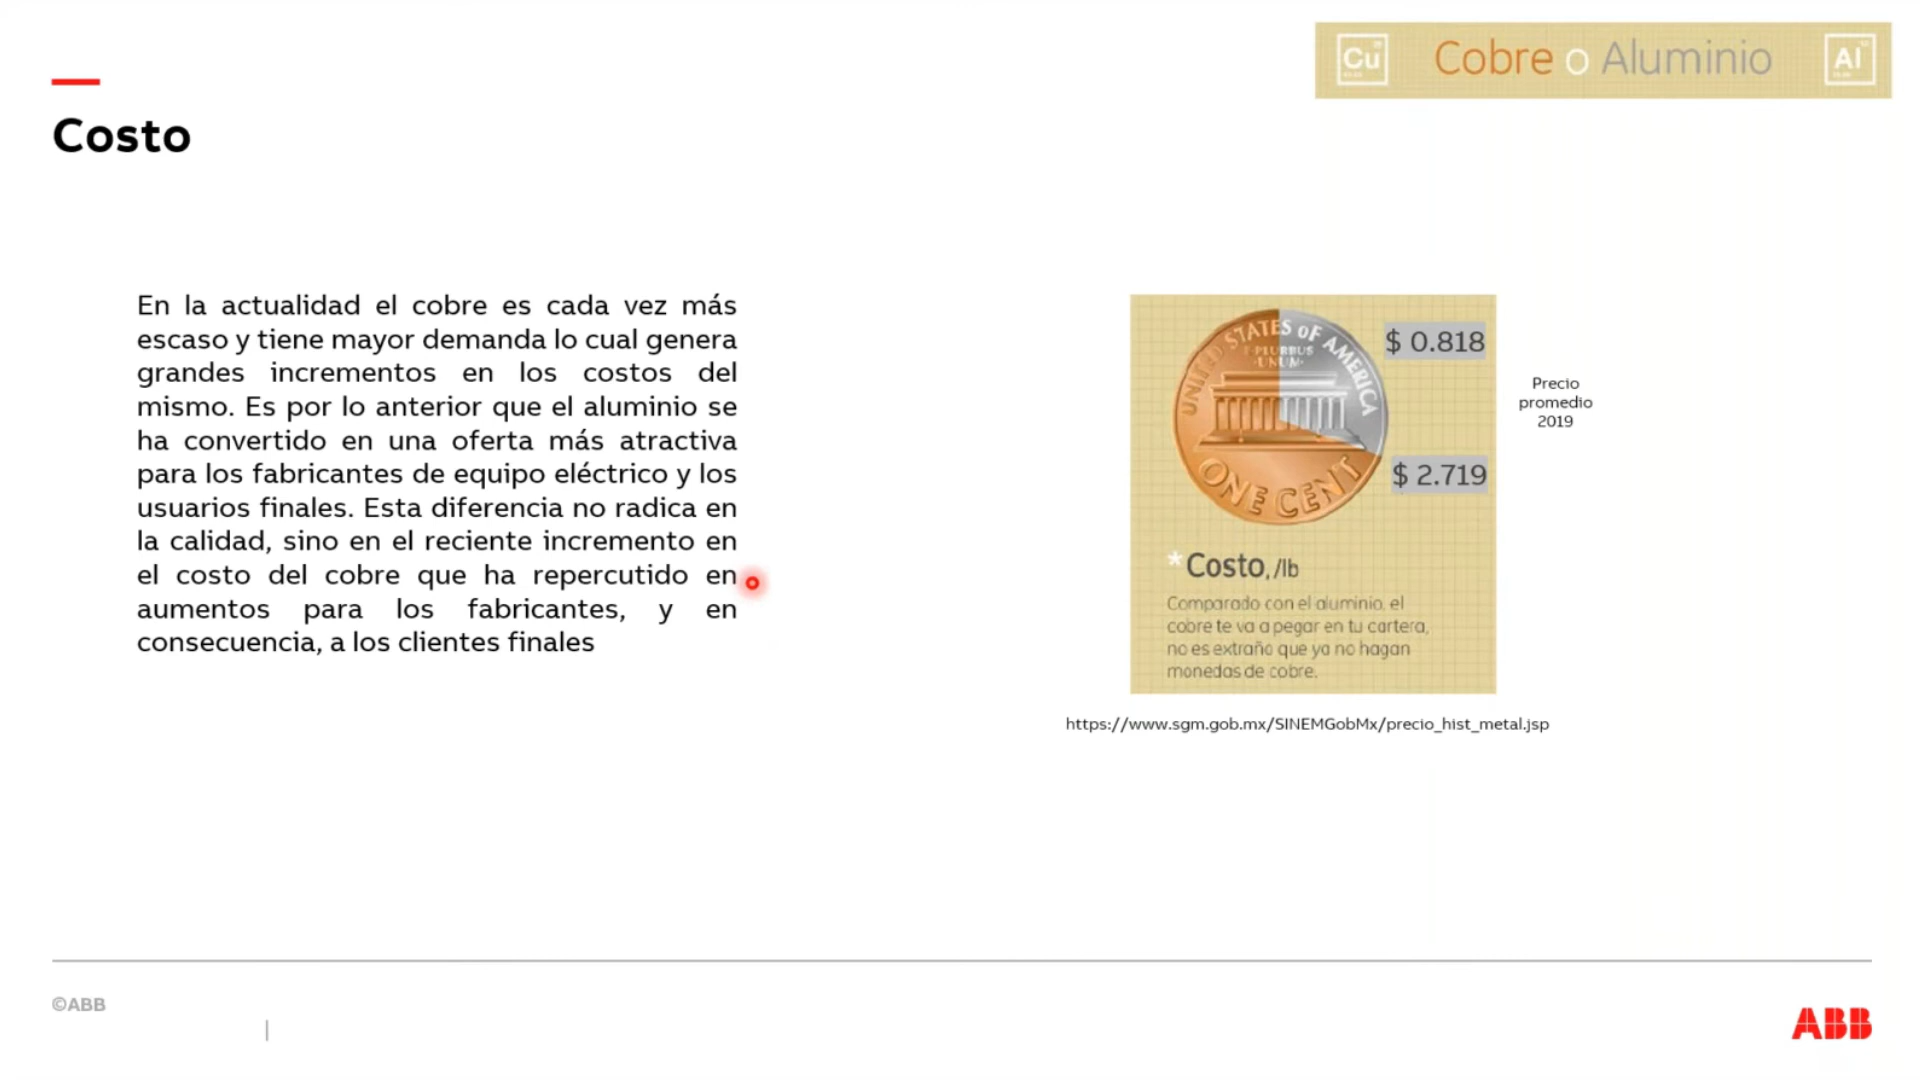 Cu Cobre o Aluminio Al
Costo
En la actualidad el cobre es cada vez más
escaso y tiene mayor demanda lo cual genera
grandes incrementos en los costos del
mismo. Es por lo anterior que el aluminio se
ha convertido en una oferta más atractiva
para los fabricantes de equipo eléctrico y los
usuarios finales. Esta diferencia no radica en
la calidad, sino en el reciente incremento en
el costo del cobre que ha repercutido en
aumentos para los fabricantes, y en
consecuencia, a los clientes finales
UNITED STATES OF AMERICA
E·PLURIBUS
·UNUM·
ONE CENT
$ 0.818
$ 2.719
Precio
promedio
2019
*Costo,/lb
Comparado con el aluminio, el
cobre te va a pegar en tu cartera,
no es extraño que ya no hagan
monedas de cobre.
https://www.sgm.gob.mx/SINEMGobMx/precio_hist_metal.jsp
©ABB
|
ABB